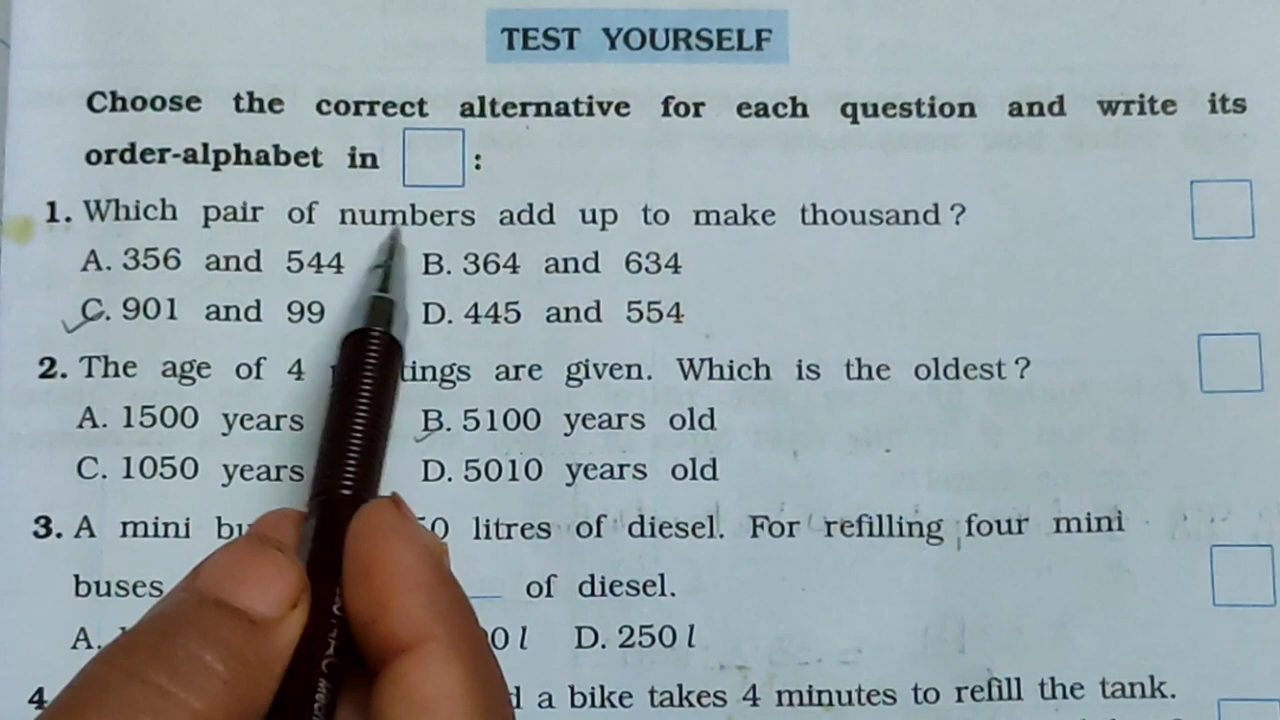 TEST YOURSELF
Choose the correct alternative for each question and write its
order-alphabet in :
1. Which pair of numbers add up to make thousand ?
A. 356 and 544 B. 364 and 634
C. 901 and 99 D. 445 and 554
2. The age of 4 are given. Which is the oldest ?
A. 1500 years B. 5100 years old
C. 1050 years D. 5010 years old
3. A mini litres of diesel. For refilling four mini
buses of diesel.
A. l D. 250 l
4 a bike takes 4 minutes to refill the tank.